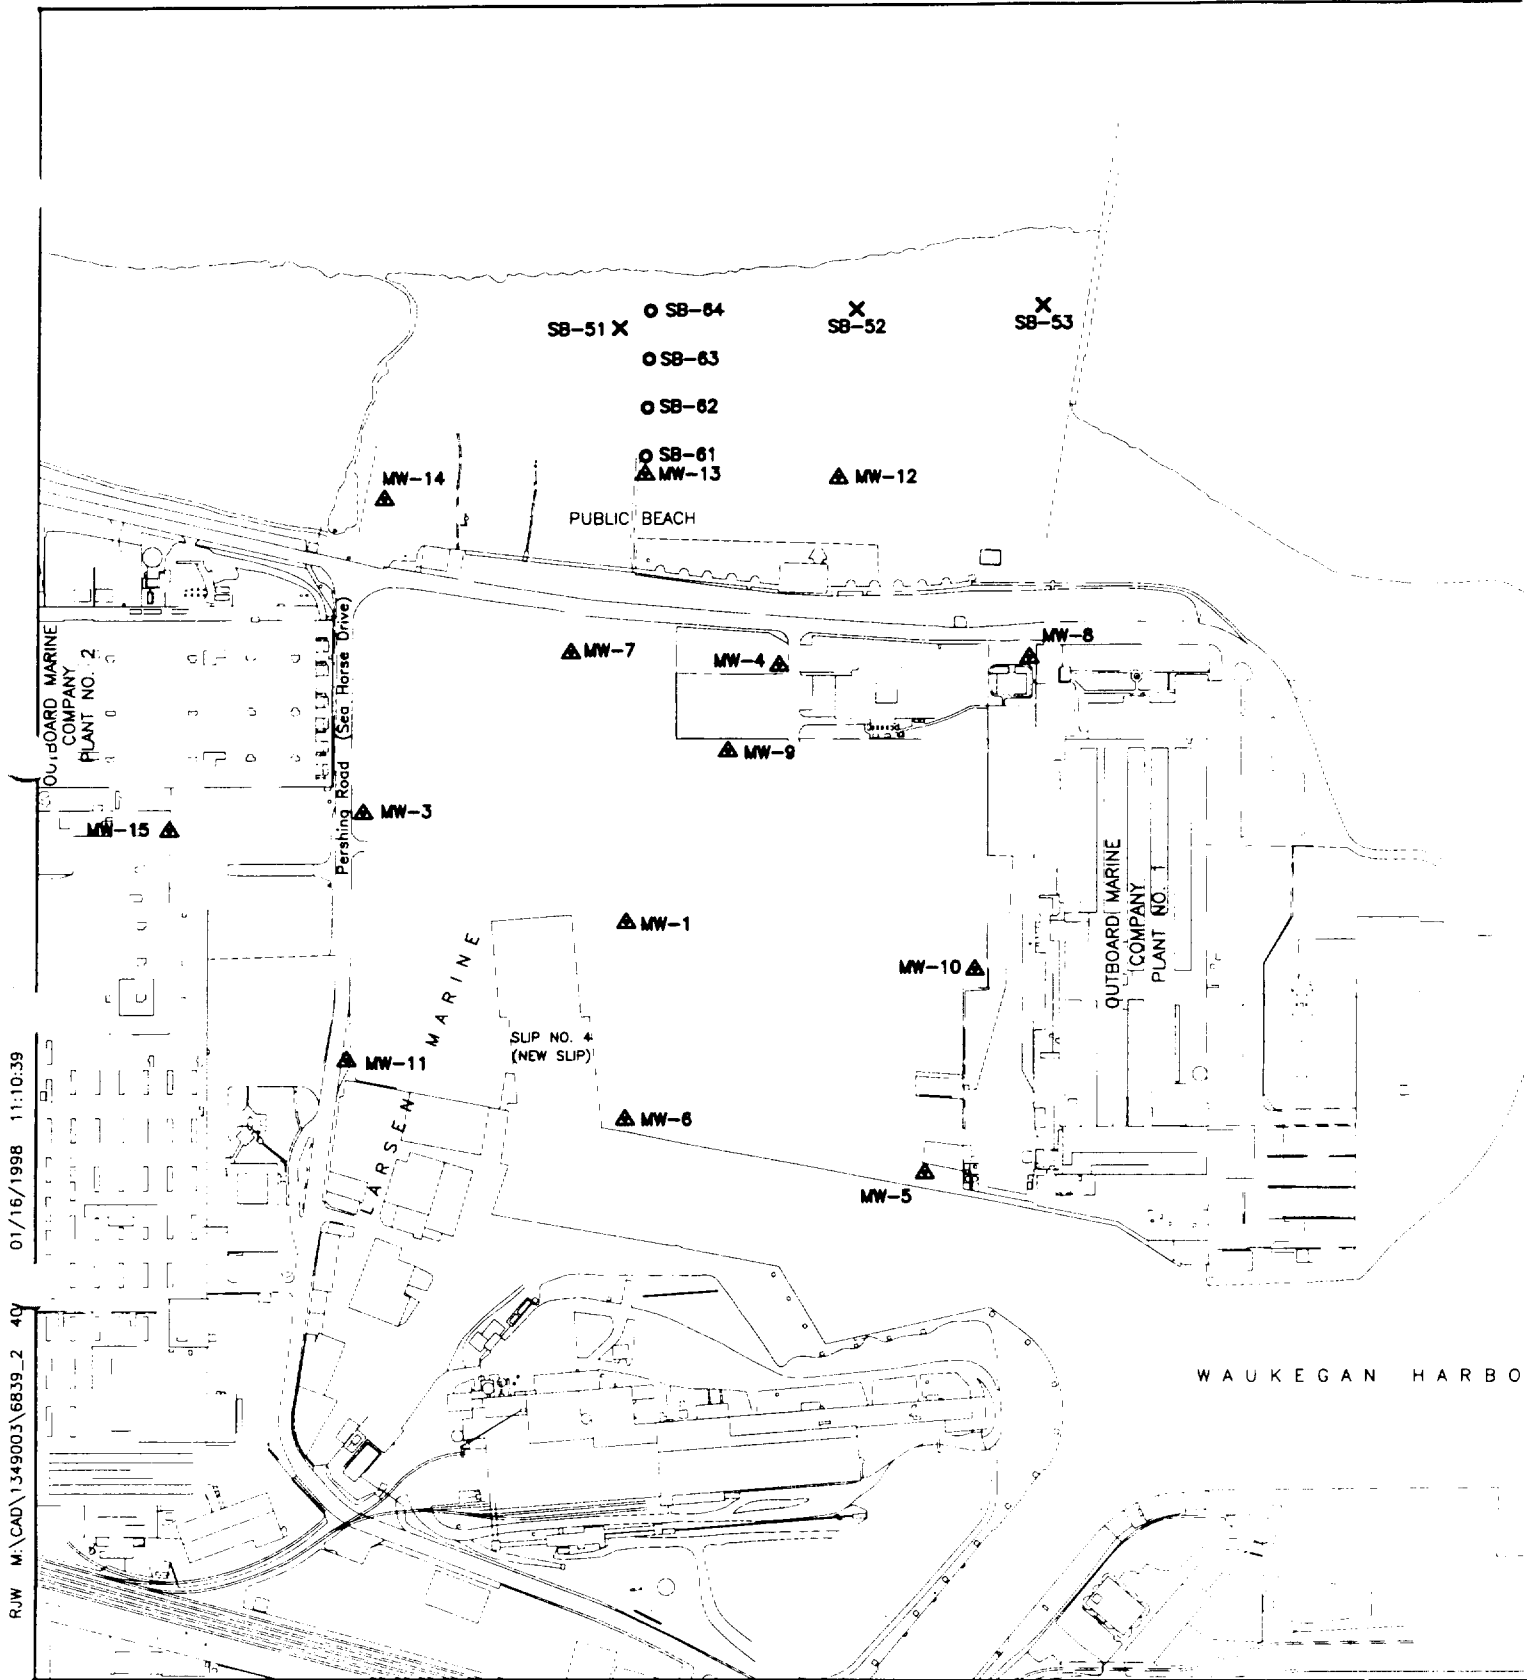 SB-64
SB-51
SB-52
SB-53
SB-63
SB-62
SB-61
MW-14
MW-13
MW-12
PUBLIC BEACH
MW-8
MW-7
MW-4
MW-9
OUTBOARD MARINE
COMPANY
PLANT NO. 2
Pershing Road (Sea Horse Drive)
MW-3
MW-15
MW-1
OUTBOARD MARINE
COMPANY
PLANT NO. 1
MW-10
LARSEN MARINE
SLIP NO. 4
(NEW SLIP)
MW-11
MW-6
MW-5
WAUKEGAN HARBO
RJW M:\CAD\1349003\6839_2 40 01/16/1998 11:10:39